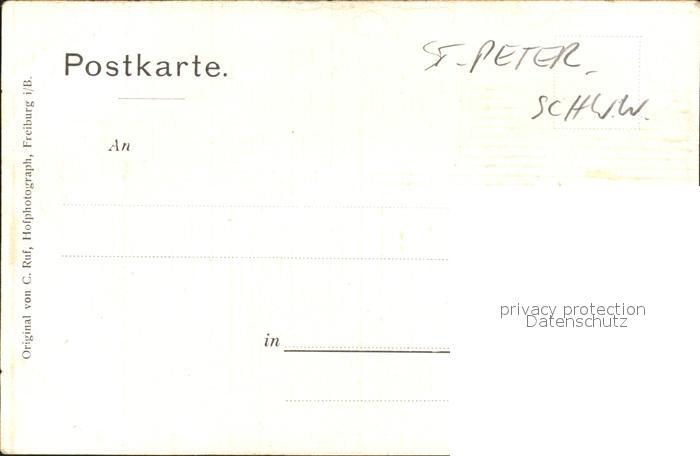 Postkarte.
ST-PETER-
SCHW.W.
An
in
Original von C. Ruf, Hofphotograph, Freiburg i/B.
privacy protection
Datenschutz